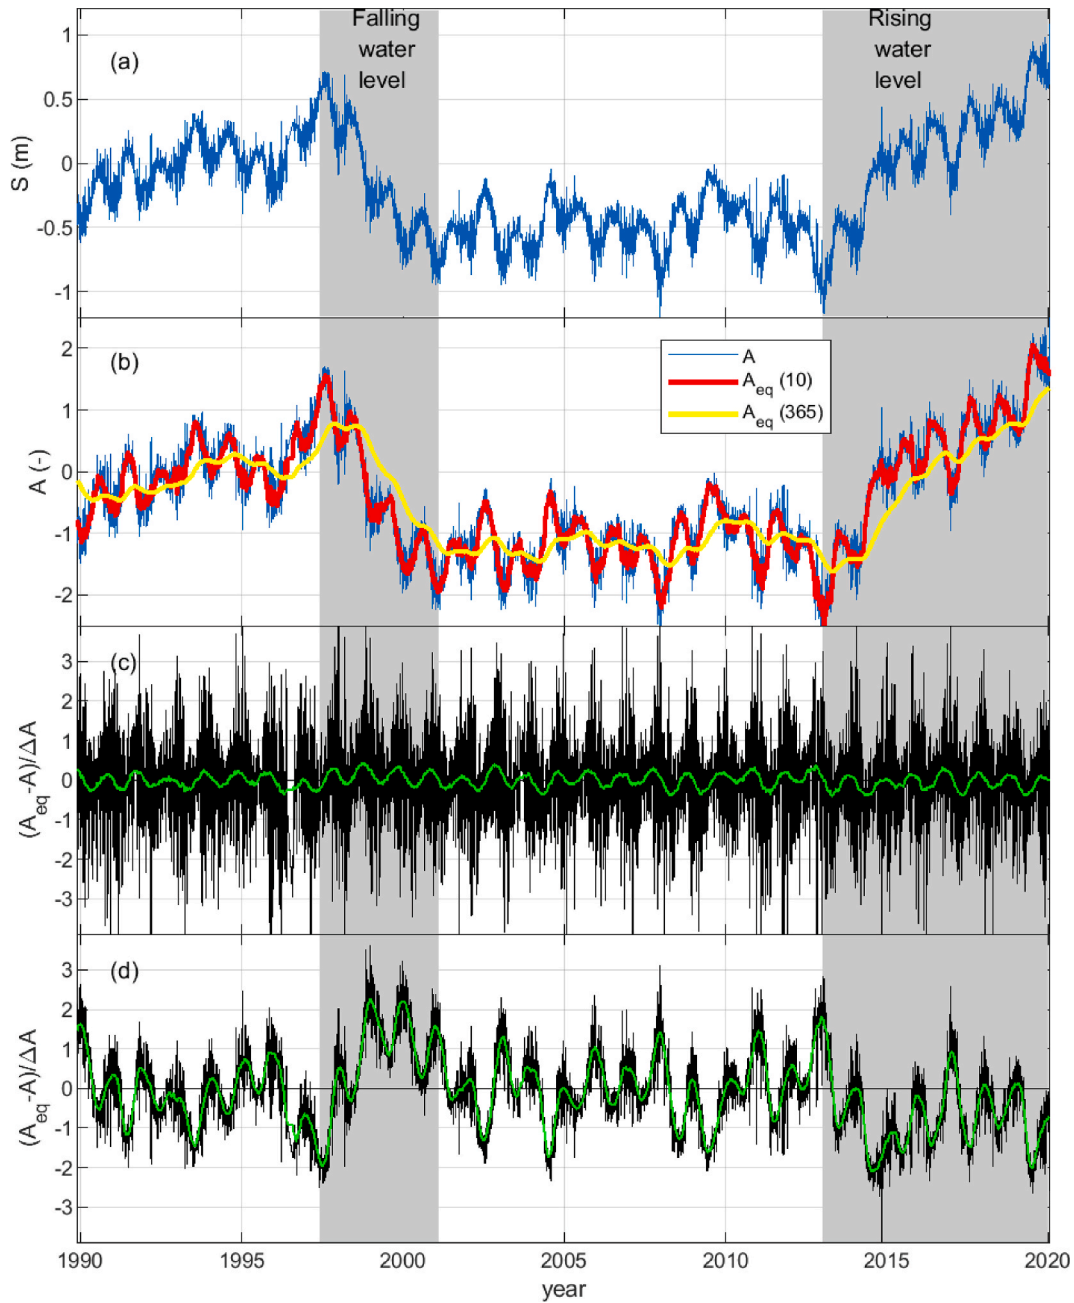 Falling
water
level
Rising
water
level
(a)
S (m)
1
0.5
0
-0.5
-1
(b)
A (-)
2
1
0
-1
-2
A
A_eq (10)
A_eq (365)
(c)
(A_eq-A)/ΔA
3
2
1
0
-1
-2
-3
(d)
(A_eq-A)/ΔA
3
2
1
0
-1
-2
-3
1990 1995 2000 2005 2010 2015 2020
year